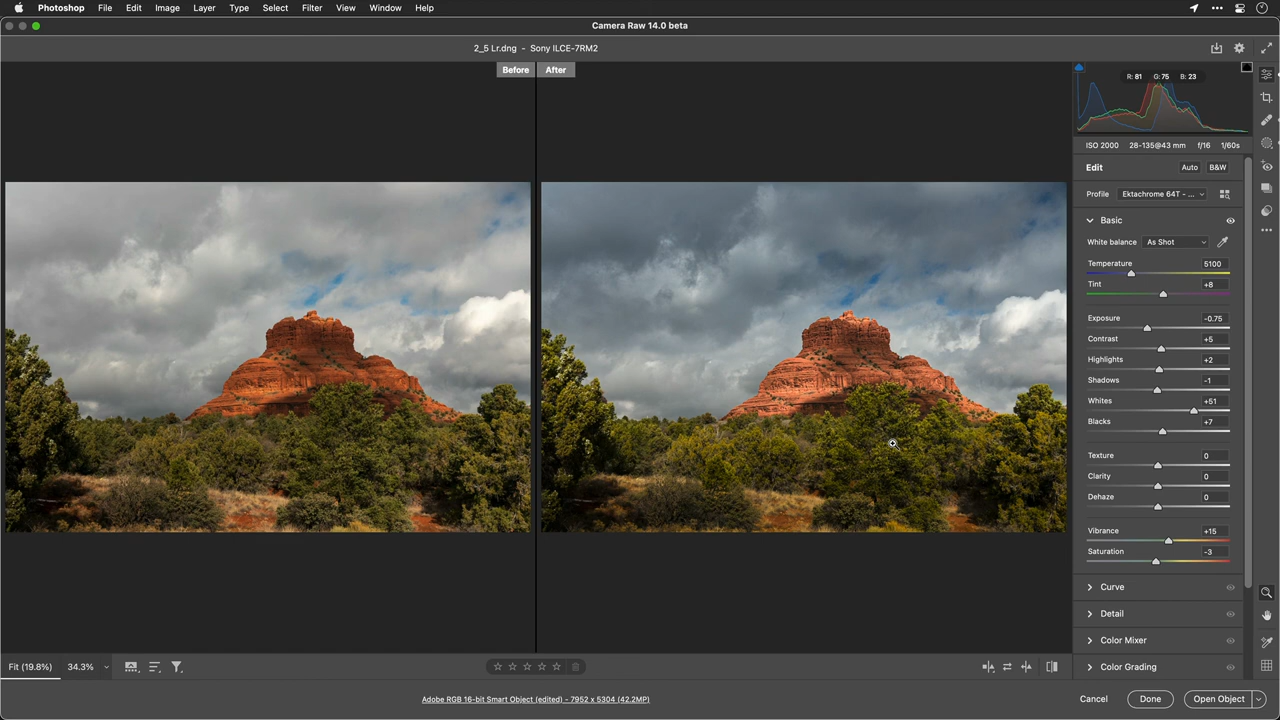 Photoshop File Edit Image Layer Type Select Filter View Window Help
Camera Raw 14.0 beta
2_5 Lr.dng - Sony ILCE-7RM2
Before After
R: 81 G: 75 B: 23
ISO 2000 28-135@43 mm f/16 1/60s
Edit Auto B&W
Profile Ektachrome 64T - ...
Basic
White balance As Shot
Temperature 5100
Tint +8
Exposure -0.75
Contrast +5
Highlights +2
Shadows -1
Whites +51
Blacks +7
Texture 0
Clarity 0
Dehaze 0
Vibrance +15
Saturation -3
Curve
Detail
Color Mixer
Color Grading
Fit (19.8%) 34.3%
Adobe RGB 16-bit Smart Object (edited) - 7952 x 5304 (42.2MP)
Cancel Done Open Object